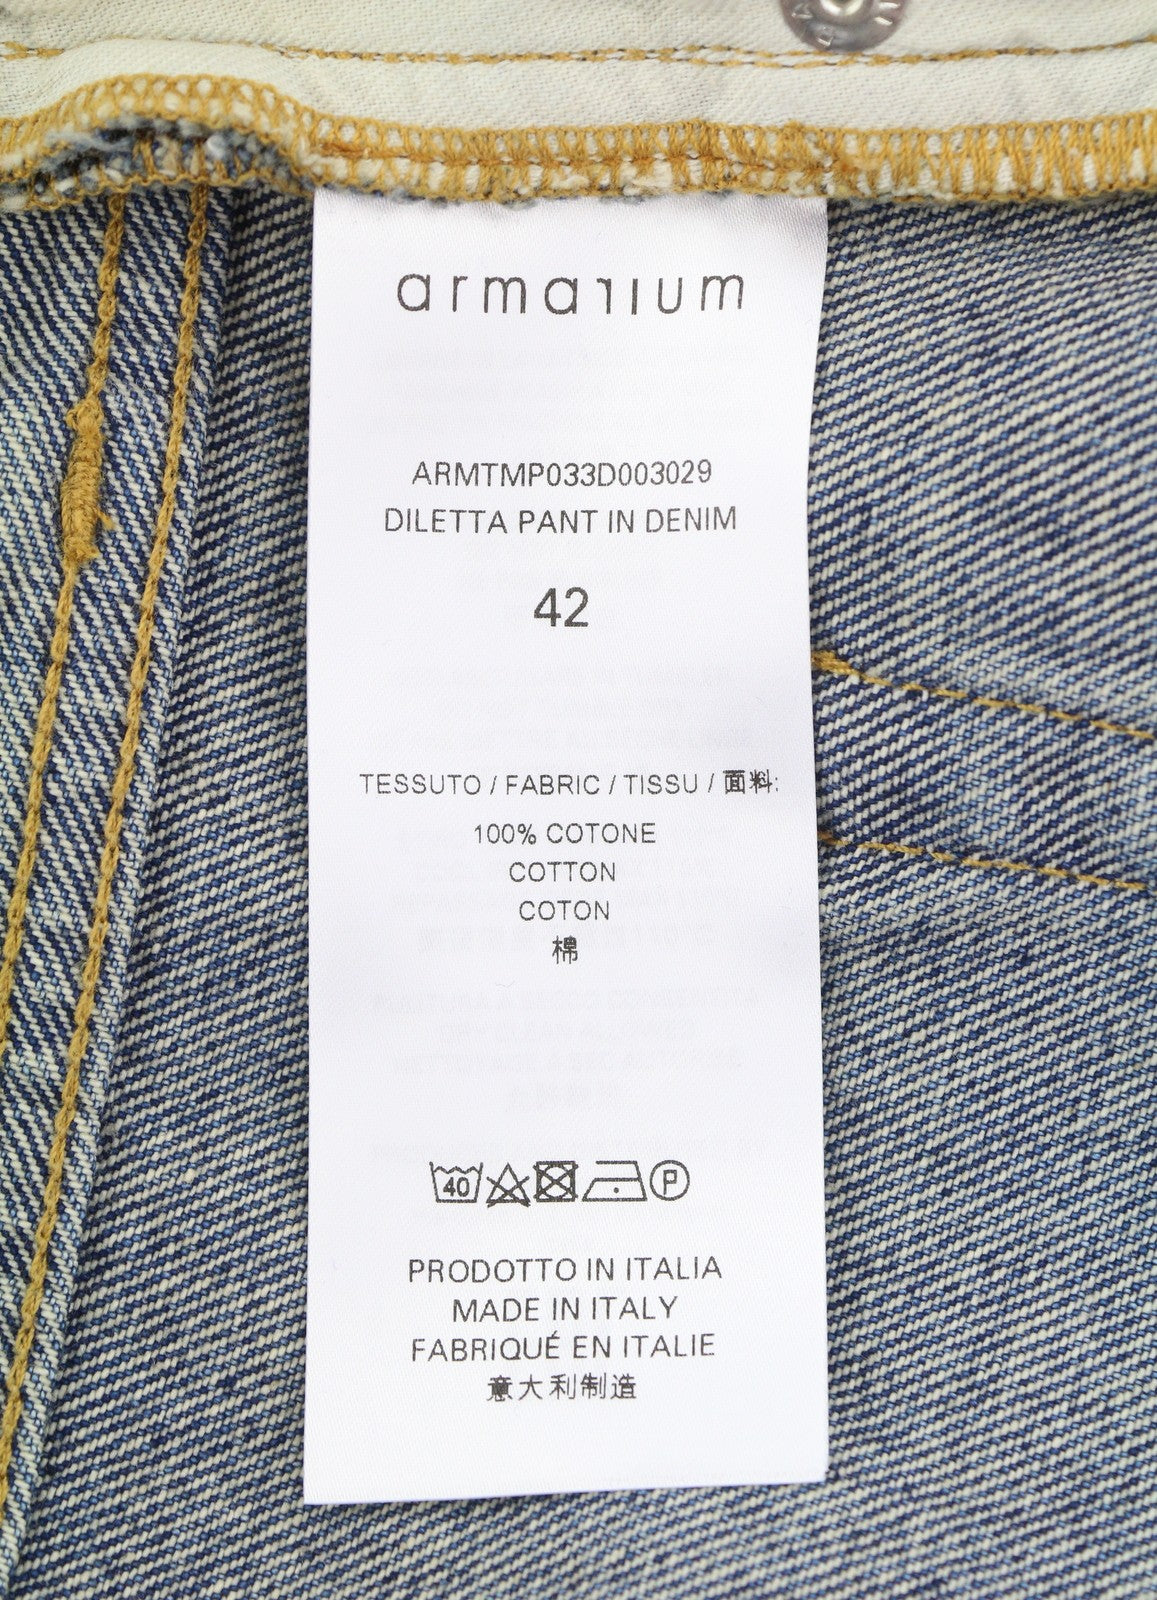 armarium
ARMTMP033D003029
DILETTA PANT IN DENIM
42
TESSUTO / FABRIC / TISSU / 面料:
100% COTONE
COTTON
COTON
棉
40 P
PRODOTTO IN ITALIA
MADE IN ITALY
FABRIQUÉ EN ITALIE
意大利制造